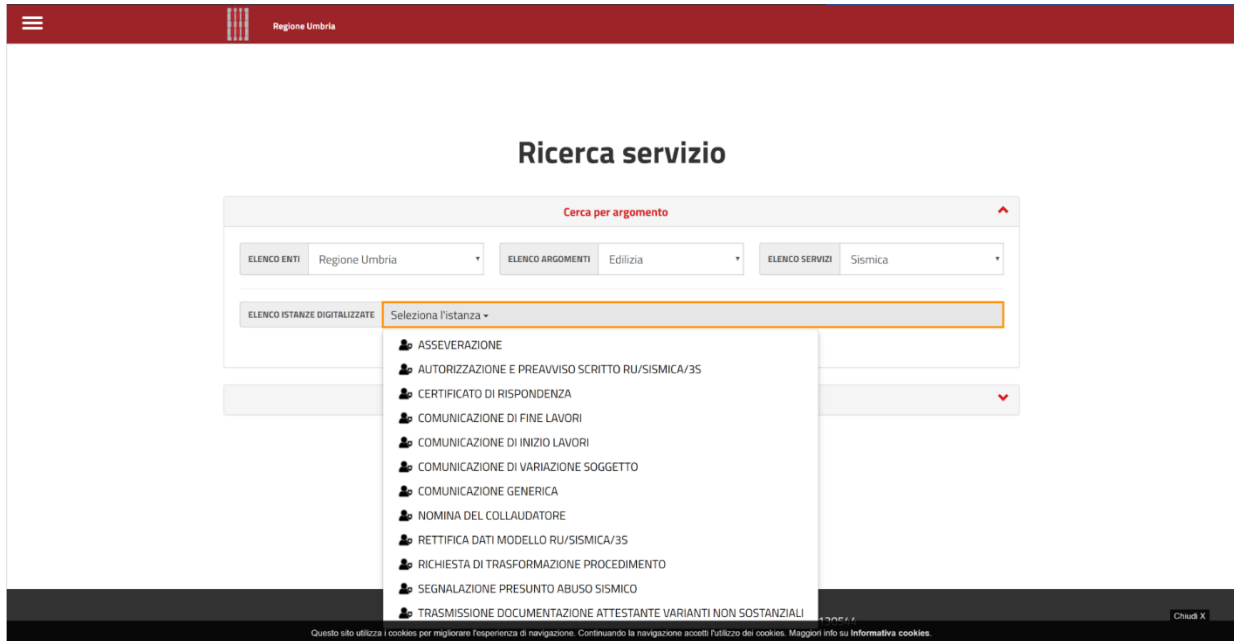 Regione Umbria
Ricerca servizio
Cerca per argomento
ELENCO ENTI Regione Umbria ELENCO ARGOMENTI Edilizia ELENCO SERVIZI Sismica
ELENCO ISTANZE DIGITALIZZATE Seleziona l'istanza
ASSEVERAZIONE
AUTORIZZAZIONE E PREAVVISO SCRITTO RU/SISMICA/3S
CERTIFICATO DI RISPONDENZA
COMUNICAZIONE DI FINE LAVORI
COMUNICAZIONE DI INIZIO LAVORI
COMUNICAZIONE DI VARIAZIONE SOGGETTO
COMUNICAZIONE GENERICA
NOMINA DEL COLLAUDATORE
RETTIFICA DATI MODELLO RU/SISMICA/3S
RICHIESTA DI TRASFORMAZIONE PROCEDIMENTO
SEGNALAZIONE PRESUNTO ABUSO SISMICO
TRASMISSIONE DOCUMENTAZIONE ATTESTANTE VARIANTI NON SOSTANZIALI
Chiudi X
Questo sito utilizza i cookies per migliorare l'esperienza di navigazione. Continuando la navigazione accetti l'utilizzo dei cookies. Maggiori info su Informativa cookies.